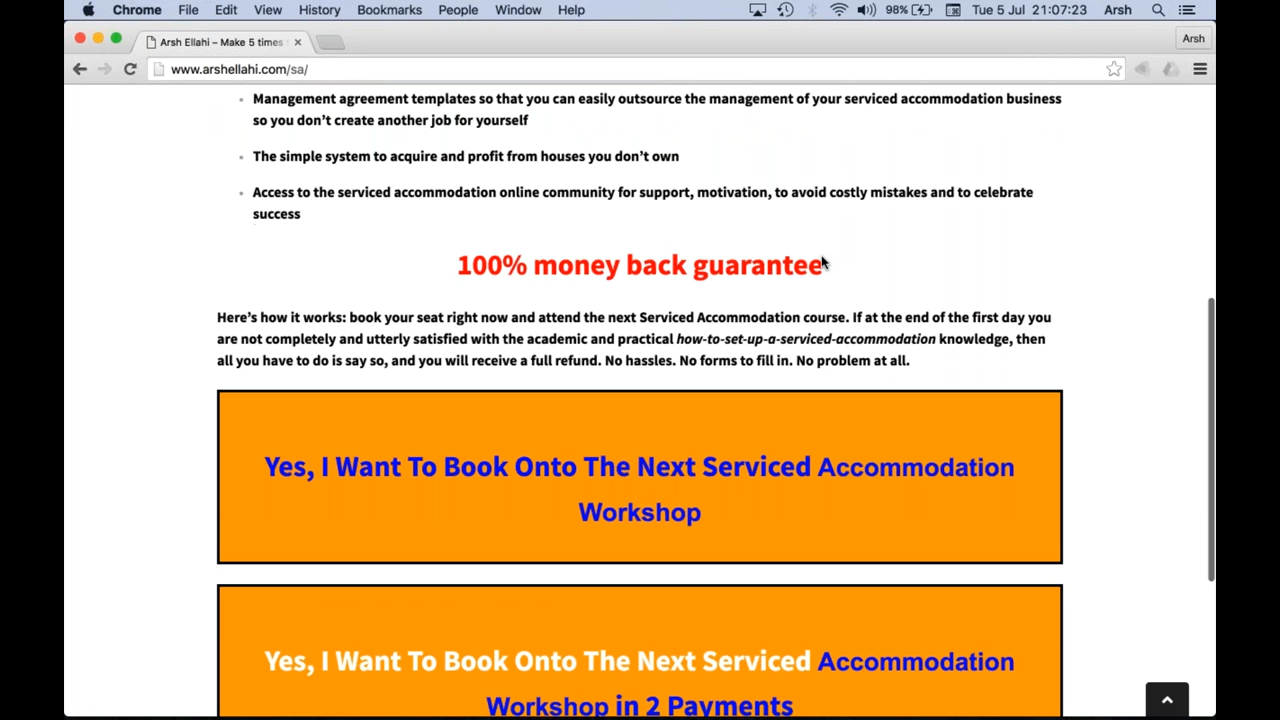 Chrome File Edit View History Bookmarks People Window Help 98% Tue 5 Jul 21:07:23 Arsh
Arsh Ellahi – Make 5 times Arsh
www.arshellahi.com/sa/
Management agreement templates so that you can easily outsource the management of your serviced accommodation business
so you don’t create another job for yourself
The simple system to acquire and profit from houses you don’t own
Access to the serviced accommodation online community for support, motivation, to avoid costly mistakes and to celebrate
success
100% money back guarantee
Here’s how it works: book your seat right now and attend the next Serviced Accommodation course. If at the end of the first day you
are not completely and utterly satisfied with the academic and practical how-to-set-up-a-serviced-accommodation knowledge, then
all you have to do is say so, and you will receive a full refund. No hassles. No forms to fill in. No problem at all.
Yes, I Want To Book Onto The Next Serviced Accommodation
Workshop
Yes, I Want To Book Onto The Next Serviced Accommodation
Workshop in 2 Payments